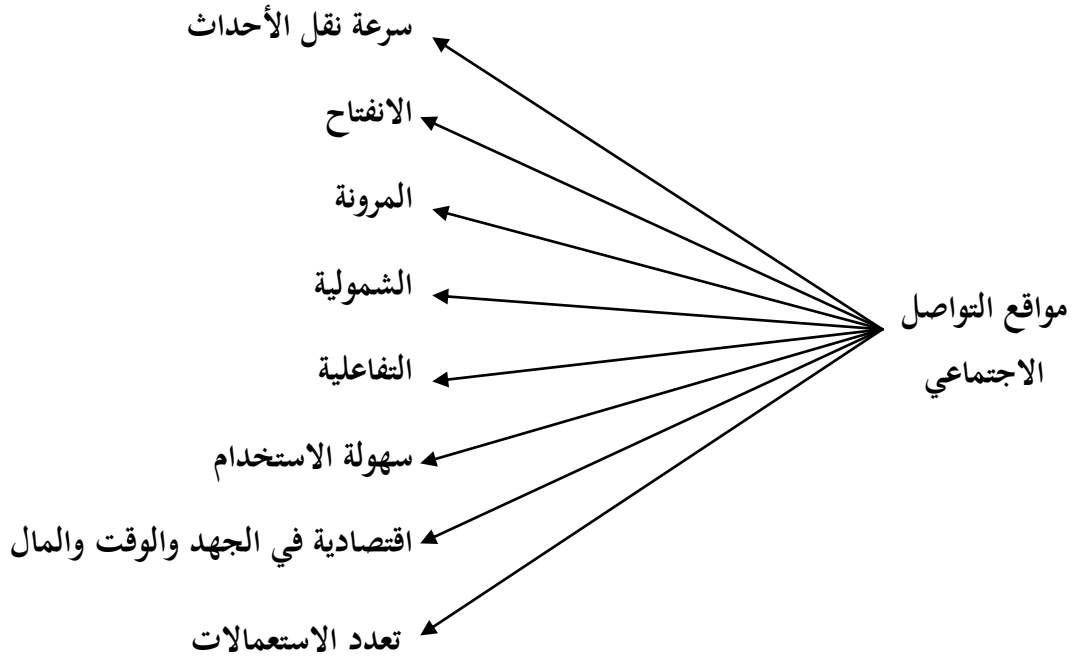 مواقع التواصل
الاجتماعي
سرعة نقل الأحداث
الانفتاح
المرونة
الشمولية
التفاعلية
سهولة الاستخدام
اقتصادية في الجهد والوقت والمال
تعدد الاستعمالات